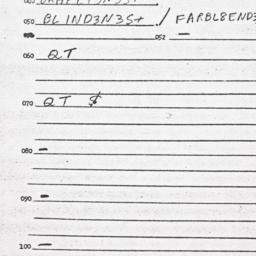 050 BLIND3N3S+ / FARBL8END3
052 —
060 QT
070 QT $
080 —
090 —
100 —